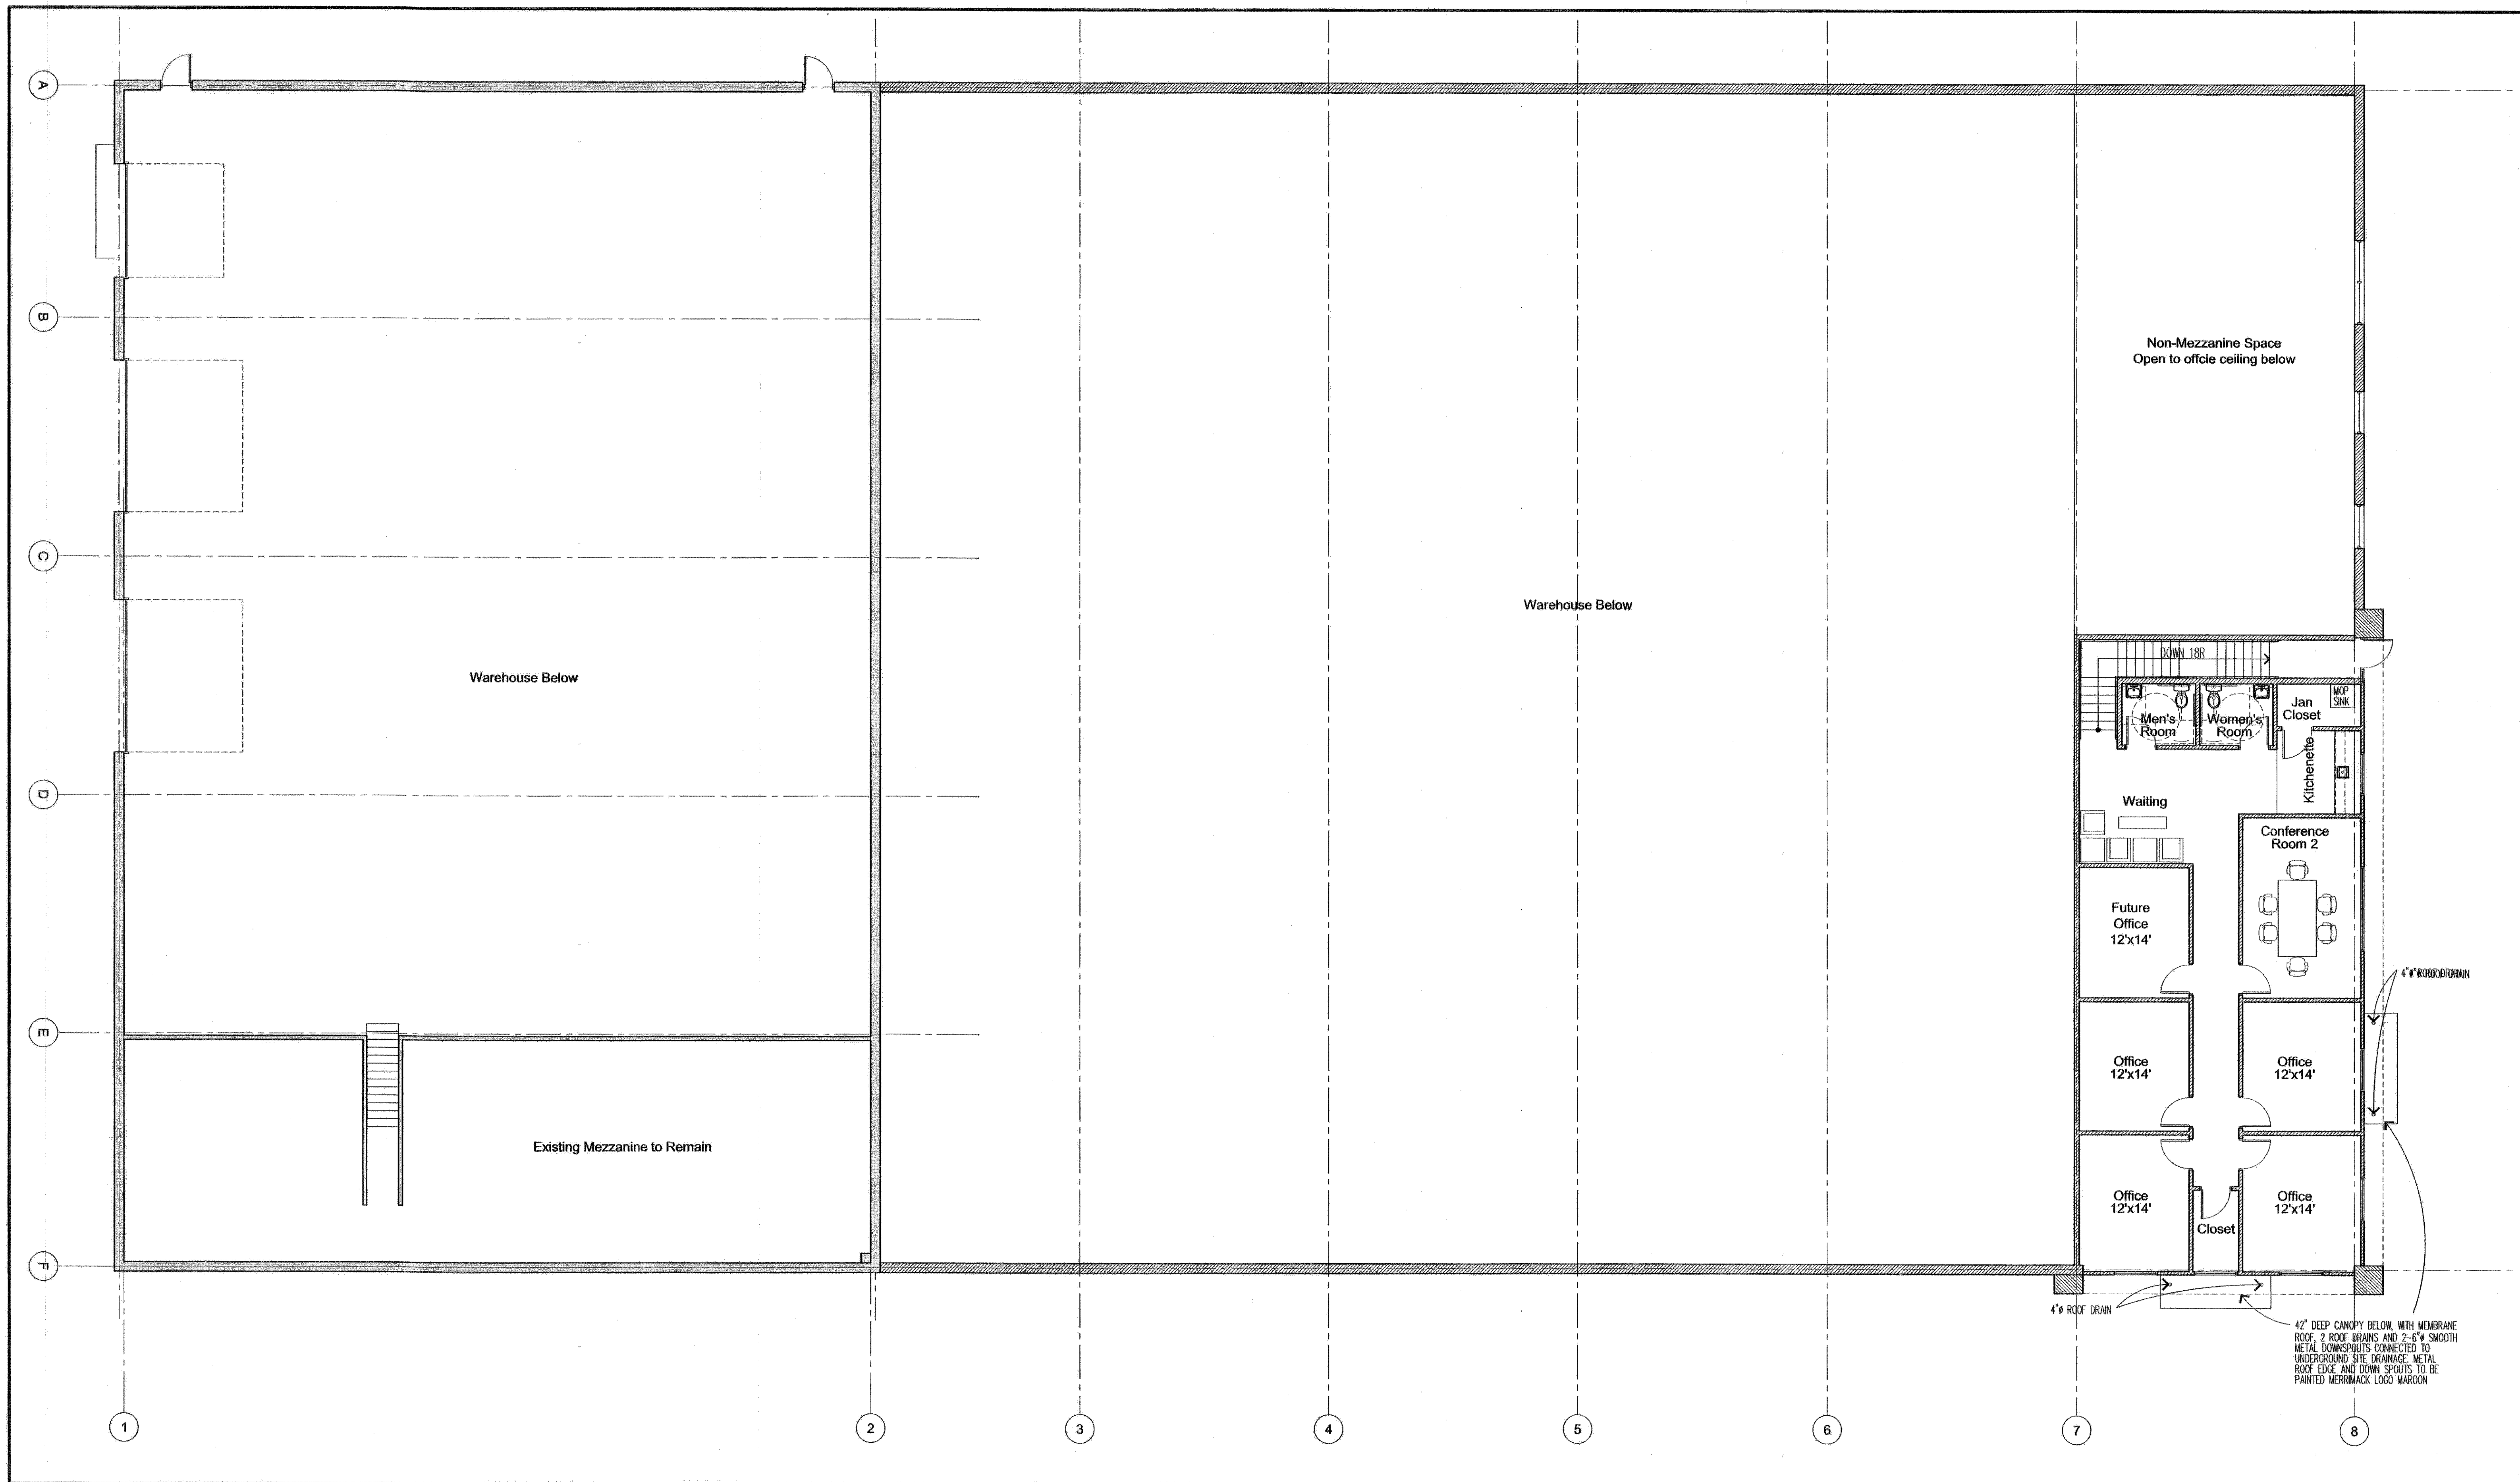 A
B
Non-Mezzanine Space
Open to offcie ceiling below
C
Warehouse Below
Warehouse Below
DOWN 18R
MOP
SINK
Jan
Closet
Men's
Room
Women's
Room
Kitchenette
D
Waiting
Conference
Room 2
Future
Office
12'x14'
4"ø ROOF DRAIN
E
Office
12'x14'
Office
12'x14'
Existing Mezzanine to Remain
Office
12'x14'
Office
12'x14'
Closet
F
4"ø ROOF DRAIN
42" DEEP CANOPY BELOW, WITH MEMBRANE
ROOF, 2 ROOF DRAINS AND 2-6"ø SMOOTH
METAL DOWNSPOUTS CONNECTED TO
UNDERGROUND SITE DRAINAGE. METAL
ROOF EDGE AND DOWN SPOUTS TO BE
PAINTED MERRIMACK LOGO MAROON
1
2
3
4
5
6
7
8